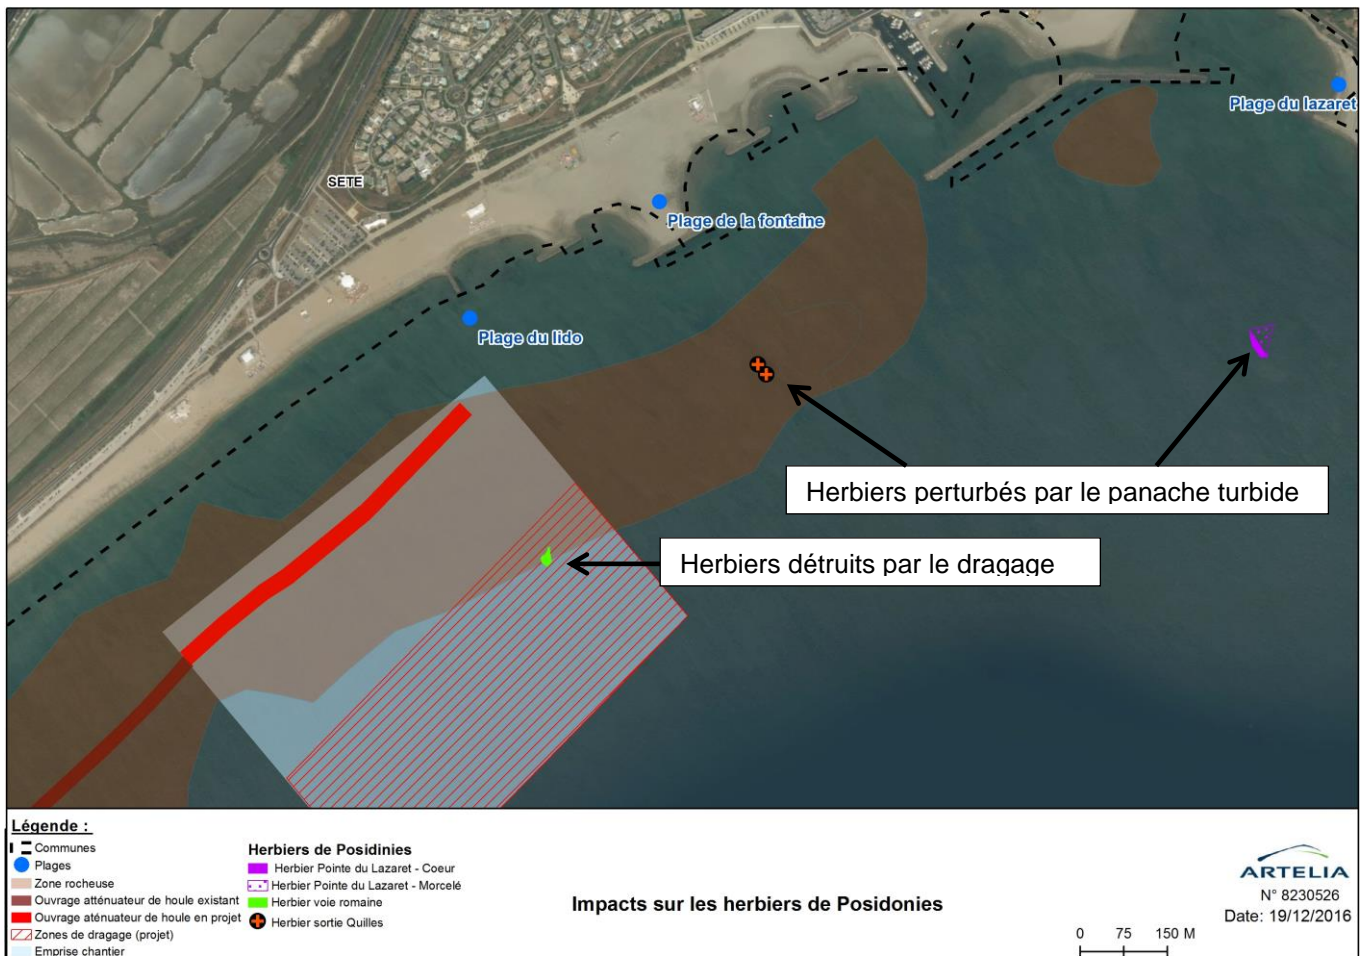 SETE
Plage du lazaret
Plage de la fontaine
Plage du lido
Herbiers perturbés par le panache turbide
Herbiers détruits par le dragage
Légende :
Communes
Plages
Zone rocheuse
Ouvrage atténuateur de houle existant
Ouvrage aténuateur de houle en projet
Zones de dragage (projet)
Emprise chantier
Herbiers de Posidinies
Herbier Pointe du Lazaret - Coeur
Herbier Pointe du Lazaret - Morcelé
Herbier voie romaine
Herbier sortie Quilles
Impacts sur les herbiers de Posidonies
ARTELIA
N° 8230526
Date: 19/12/2016
0 75 150 M